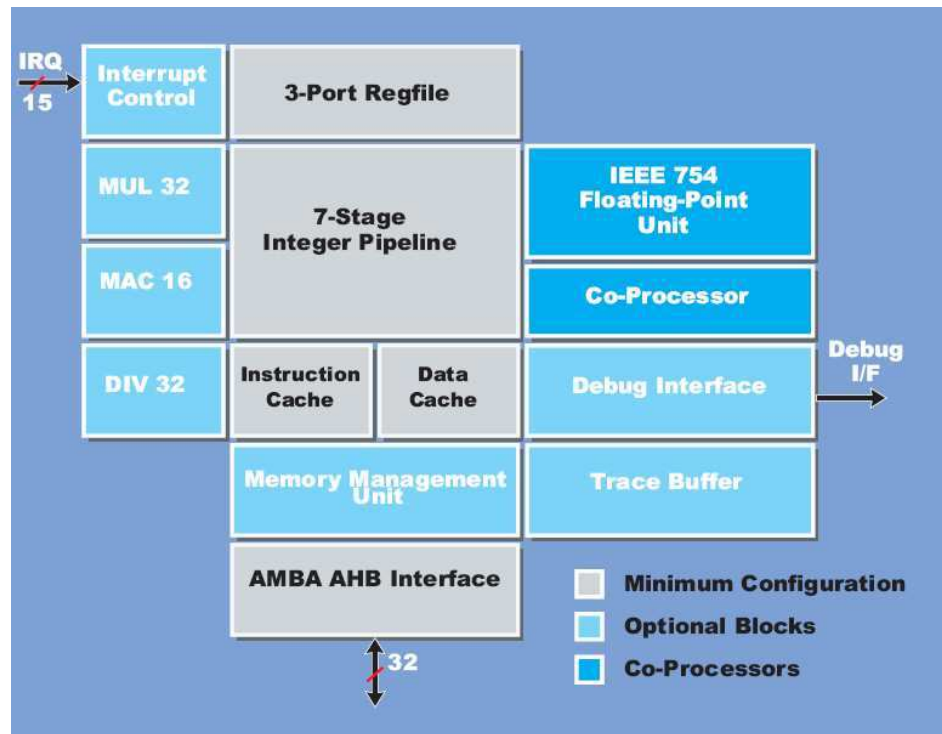 IRQ
15
Interrupt
Control
3-Port Regfile
MUL 32
7-Stage
Integer Pipeline
IEEE 754
Floating-Point
Unit
MAC 16
Co-Processor
DIV 32
Instruction
Cache
Data
Cache
Debug Interface
Debug
I/F
Memory Management
Unit
Trace Buffer
AMBA AHB Interface
32
Minimum Configuration
Optional Blocks
Co-Processors